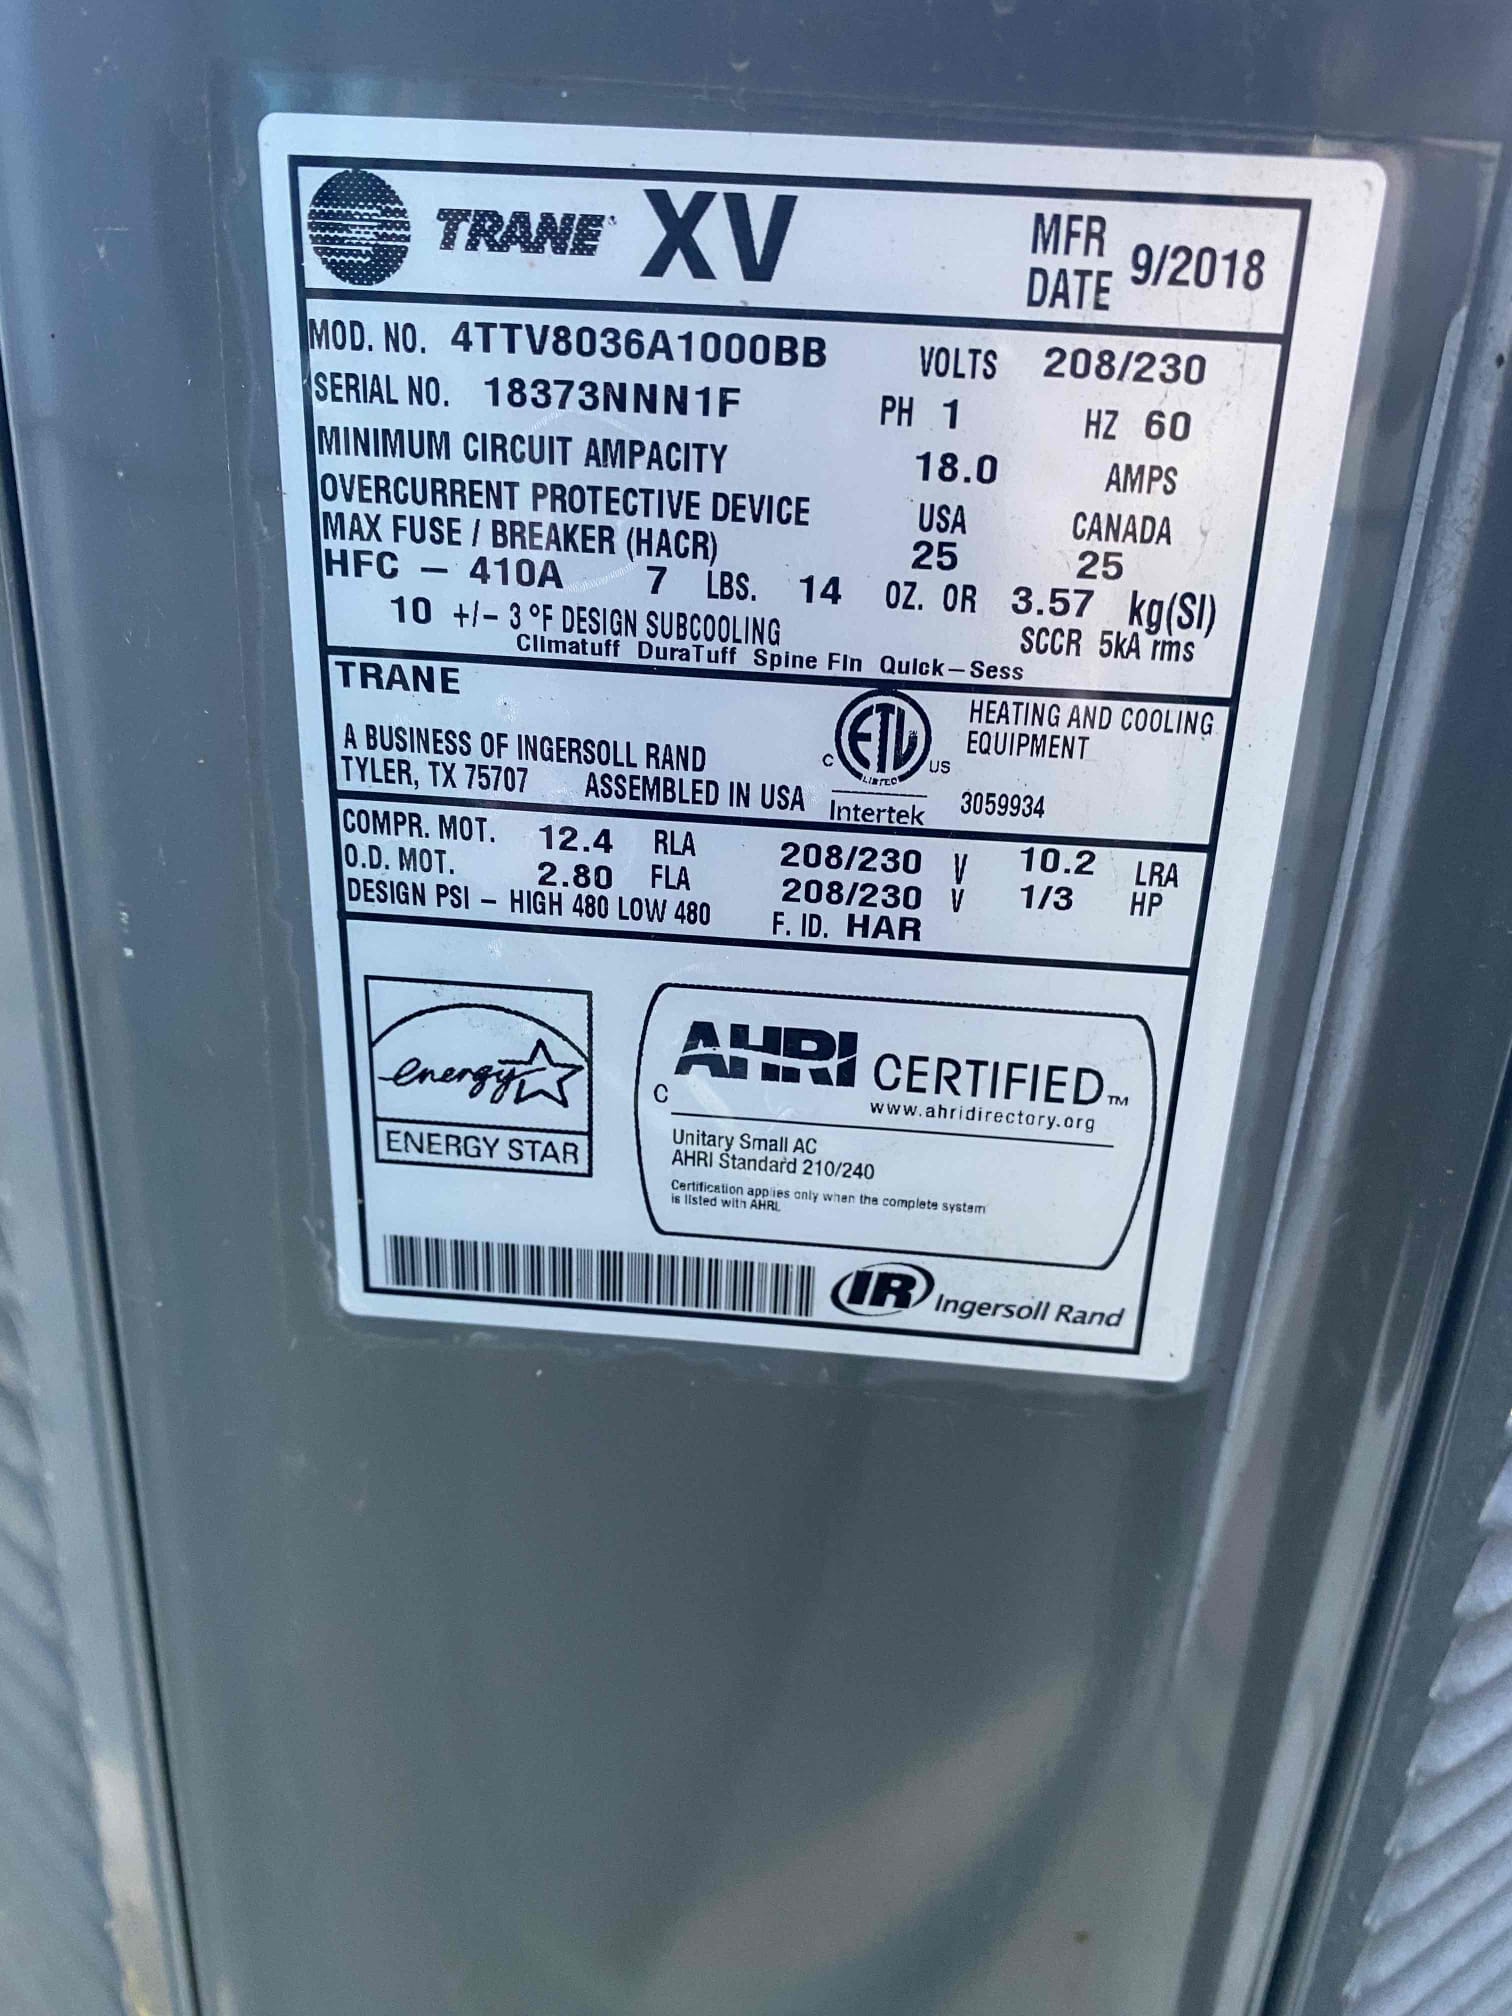 TRANE XV MFR DATE 9/2018
MOD. NO. 4TTV8036A1000BB VOLTS 208/230
SERIAL NO. 18373NNN1F PH 1 HZ 60
MINIMUM CIRCUIT AMPACITY 18.0 AMPS
OVERCURRENT PROTECTIVE DEVICE USA CANADA
MAX FUSE / BREAKER (HACR) 25 25
HFC – 410A 7 LBS. 14 OZ. OR 3.57 kg(SI)
10 +/– 3 °F DESIGN SUBCOOLING SCCR 5kA rms
Climatuff DuraTuff Spine Fin Quick–Sess
TRANE
A BUSINESS OF INGERSOLL RAND
TYLER, TX 75707 ASSEMBLED IN USA
C ETL US
LISTED
Intertek
HEATING AND COOLING
EQUIPMENT
3059934
COMPR. MOT. 12.4 RLA 208/230 V 10.2 LRA
O.D. MOT. 2.80 FLA 208/230 V 1/3 HP
DESIGN PSI – HIGH 480 LOW 480 F. ID. HAR
energy
ENERGY STAR
AHRI CERTIFIED™
C
www.ahridirectory.org
Unitary Small AC
AHRI Standard 210/240
Certification applies only when the complete system
is listed with AHRI.
IR Ingersoll Rand